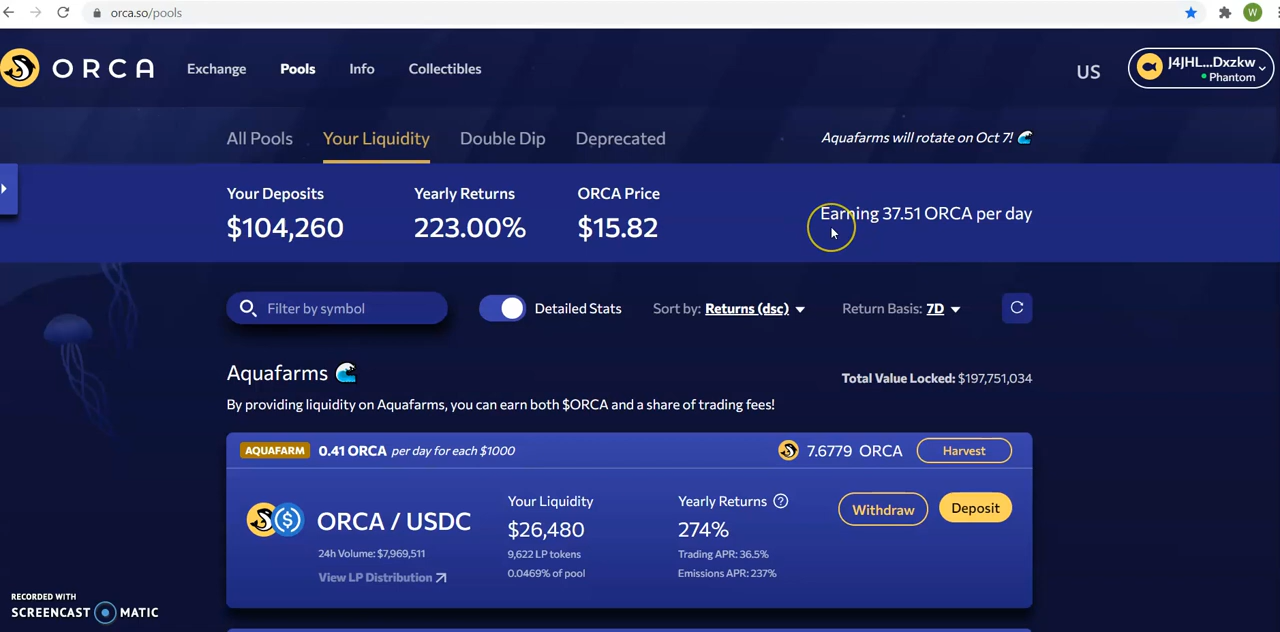 orca.so/pools
W
ORCA
Exchange
Pools
Info
Collectibles
US
J4JHL...Dxzkw
Phantom
All Pools
Your Liquidity
Double Dip
Deprecated
Aquafarms will rotate on Oct 7! 🌊
Your Deposits
Yearly Returns
ORCA Price
$104,260
223.00%
$15.82
Earning 37.51 ORCA per day
Filter by symbol
Detailed Stats
Sort by: Returns (dsc)
Return Basis: 7D
Aquafarms 🌊
Total Value Locked: $197,751,034
By providing liquidity on Aquafarms, you can earn both $ORCA and a share of trading fees!
AQUAFARM
0.41 ORCA per day for each $1000
7.6779 ORCA
Harvest
ORCA / USDC
24h Volume: $7,969,511
View LP Distribution
Your Liquidity
$26,480
9,622 LP tokens
0.0469% of pool
Yearly Returns ?
274%
Trading APR: 36.5%
Emissions APR: 237%
Withdraw
Deposit
RECORDED WITH
SCREENCAST MATIC